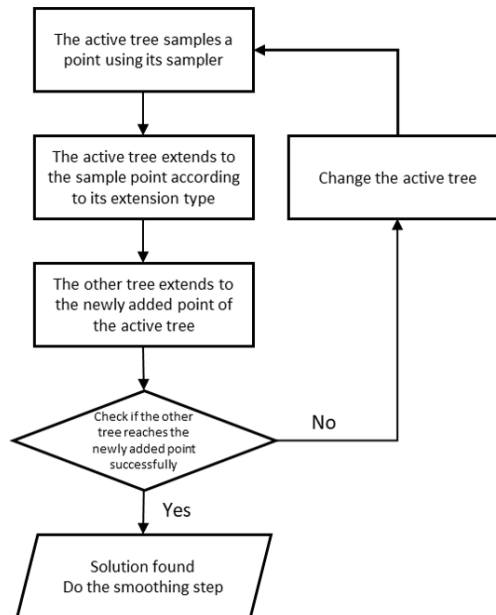 The active tree samples a
point using its sampler
The active tree extends to
the sample point according
to its extension type
Change the active tree
The other tree extends to
the newly added point of
the active tree
Check if the other
tree reaches the
newly added point
successfully
No
Yes
Solution found
Do the smoothing step